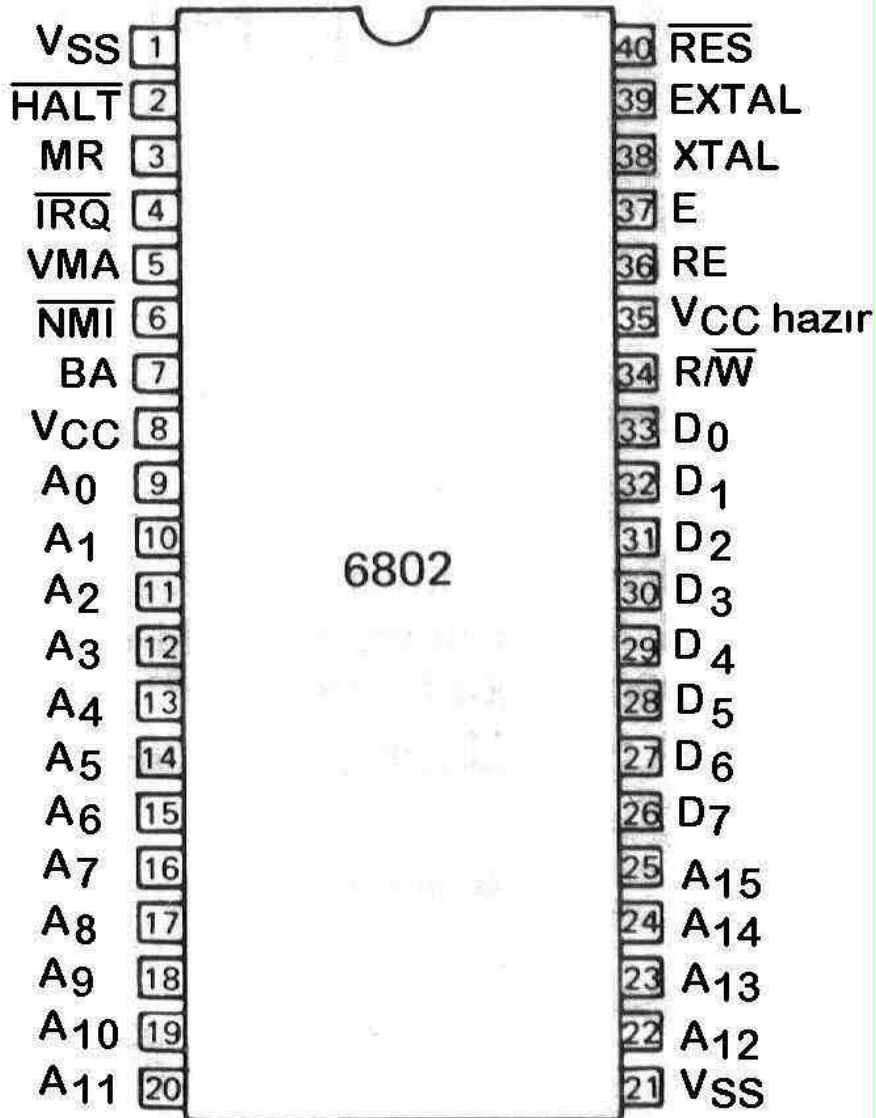 VSS 1 40 R̅E̅S̅
H̅A̅L̅T̅ 2 39 EXTAL
MR 3 38 XTAL
I̅R̅Q̅ 4 37 E
VMA 5 36 RE
N̅M̅I̅ 6 35 VCC hazır
BA 7 34 R/W̅
VCC 8 33 D0
A0 9 32 D1
A1 10 31 D2
6802
A2 11 30 D3
A3 12 29 D4
A4 13 28 D5
A5 14 27 D6
A6 15 26 D7
A7 16 25 A15
A8 17 24 A14
A9 18 23 A13
A10 19 22 A12
A11 20 21 VSS